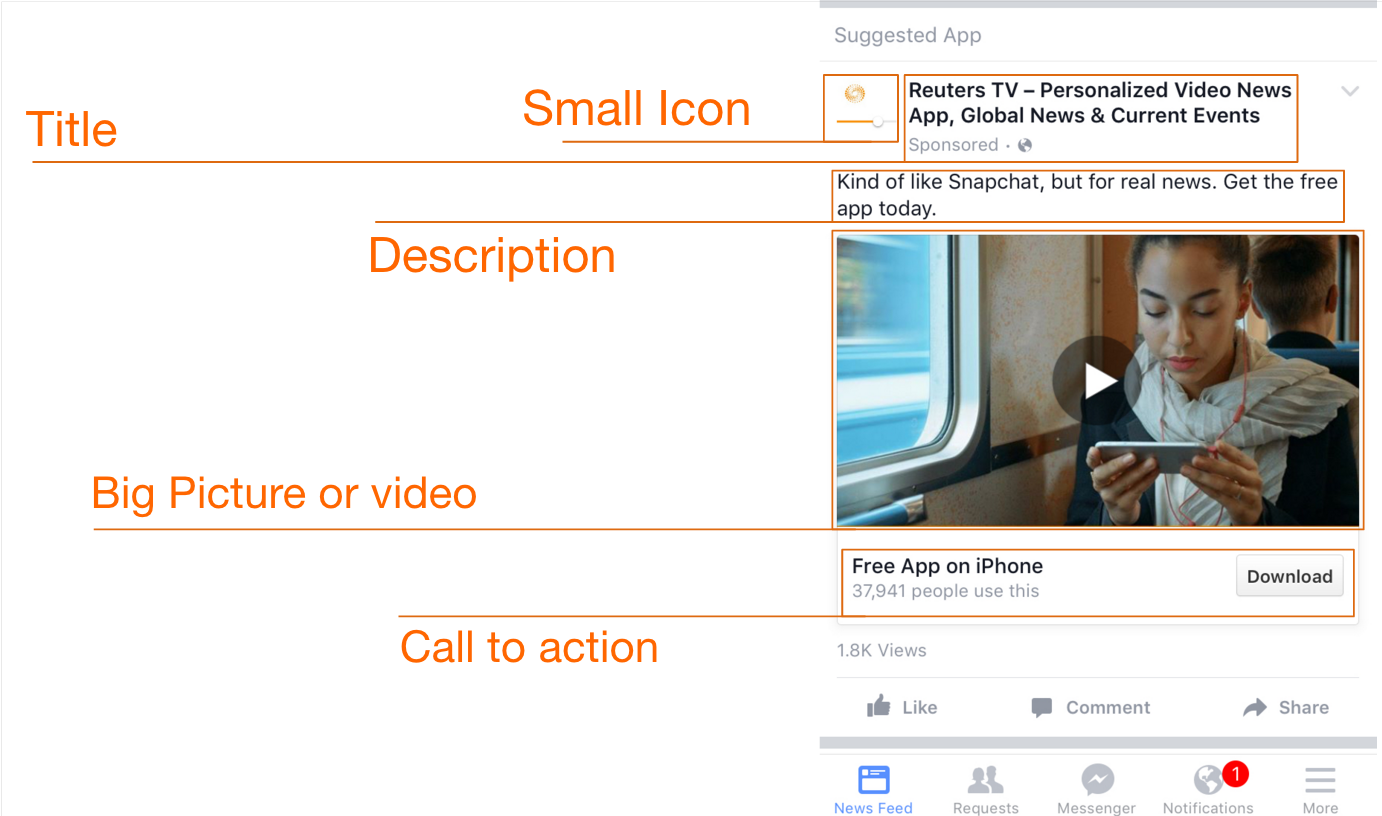 Suggested App
Title
Small Icon
Reuters TV – Personalized Video News
App, Global News & Current Events
Sponsored ·
Kind of like Snapchat, but for real news. Get the free
app today.
Description
Big Picture or video
Free App on iPhone
37,941 people use this
Download
Call to action
1.8K Views
Like Comment Share
1
News Feed Requests Messenger Notifications More